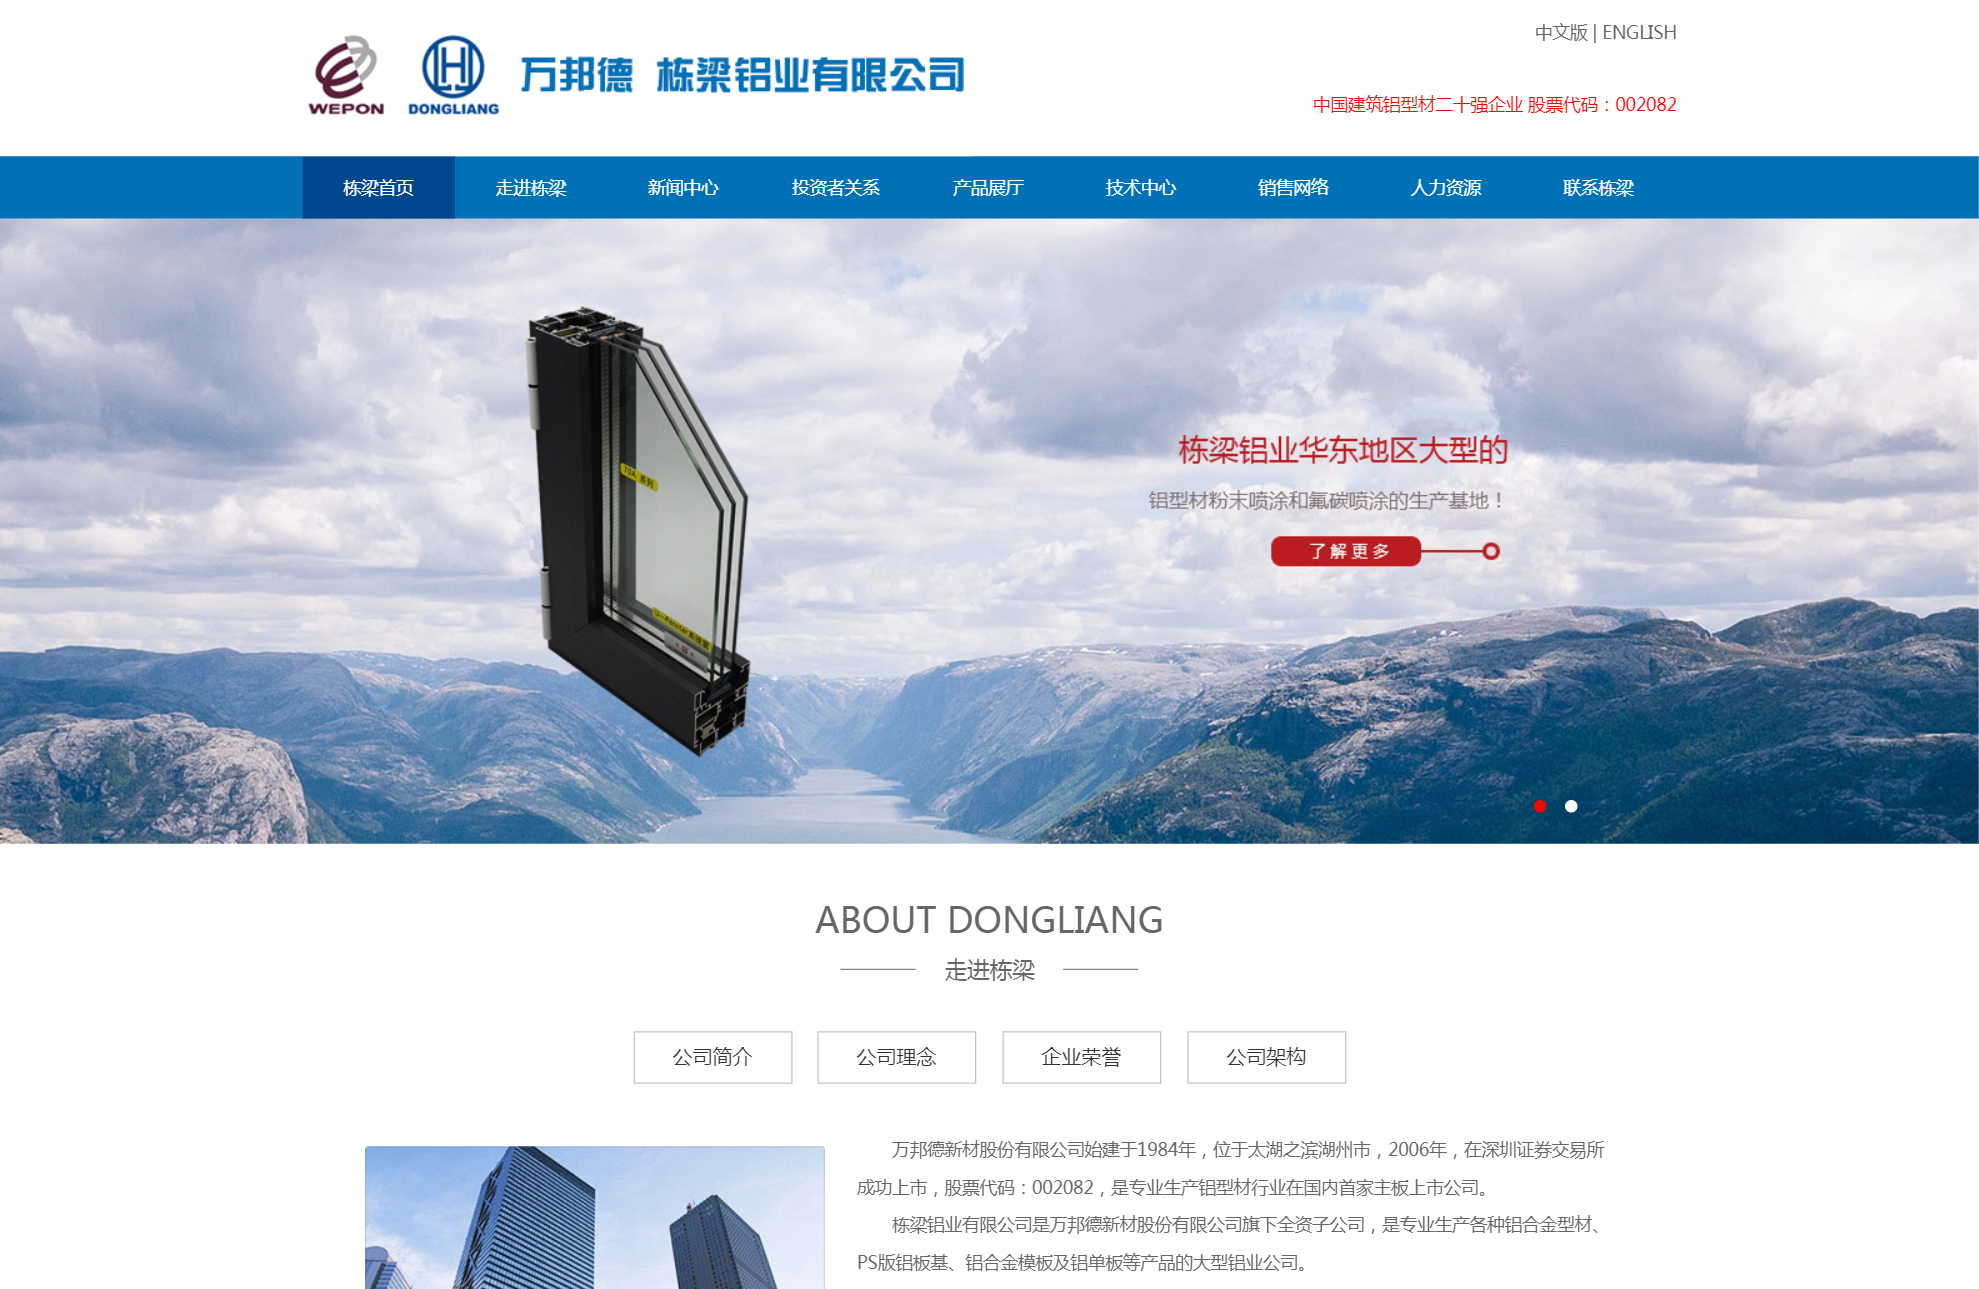 中文版 | ENGLISH
WEPON
DONGLIANG
万邦德 栋梁铝业有限公司
中国建筑铝型材二十强企业 股票代码：002082
栋梁首页 走进栋梁 新闻中心 投资者关系 产品展厅 技术中心 销售网络 人力资源 联系栋梁
栋梁铝业华东地区大型的
铝型材粉末喷涂和氟碳喷涂的生产基地！
了解更多
ABOUT DONGLIANG
走进栋梁
公司简介 公司理念 企业荣誉 公司架构
万邦德新材股份有限公司始建于1984年，位于太湖之滨湖州市，2006年，在深圳证券交易所
成功上市，股票代码：002082，是专业生产铝型材行业在国内首家主板上市公司。
栋梁铝业有限公司是万邦德新材股份有限公司旗下全资子公司，是专业生产各种铝合金型材、
PS版铝板基、铝合金模板及铝单板等产品的大型铝业公司。